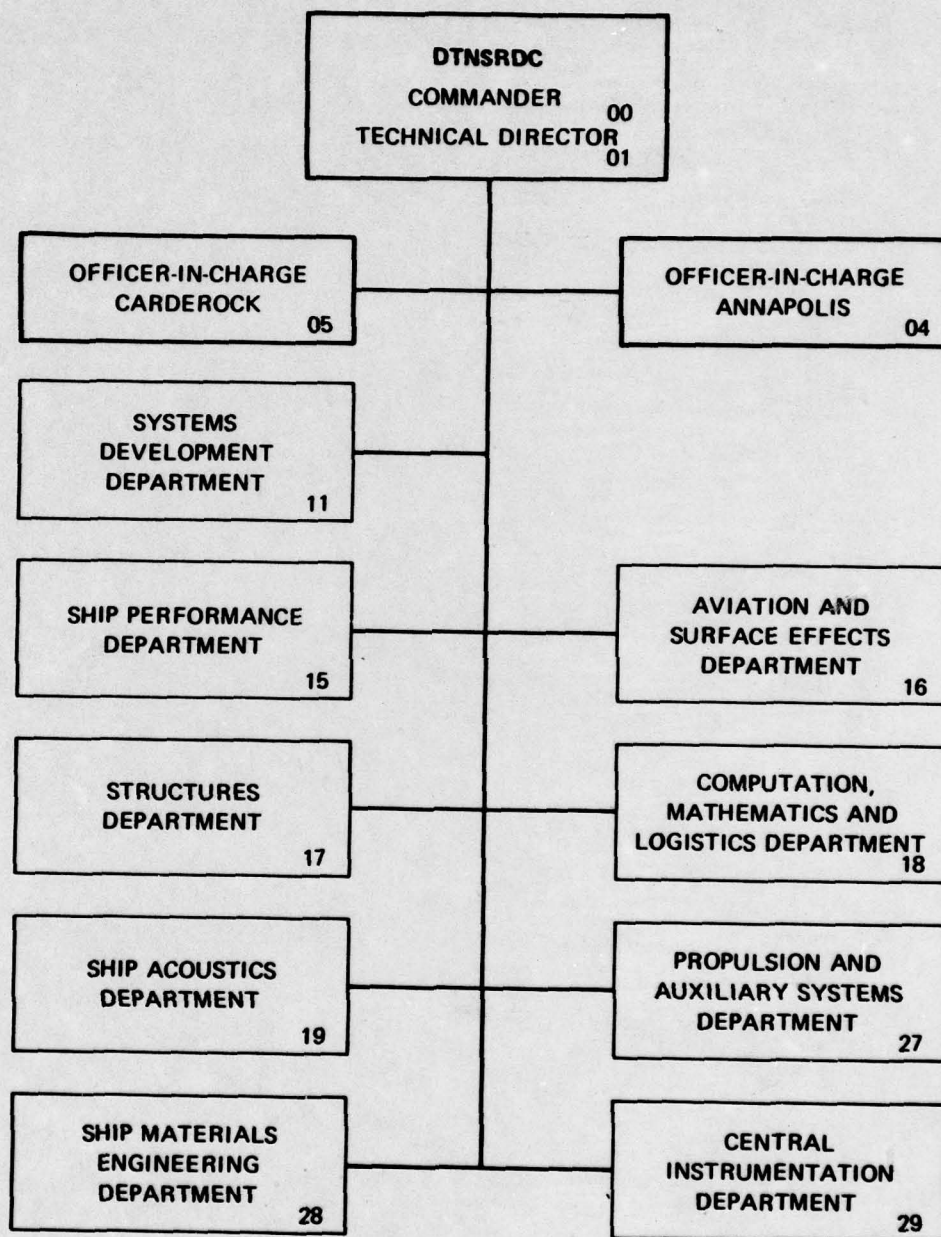 DTNSRDC
COMMANDER
00
TECHNICAL DIRECTOR
01
OFFICER-IN-CHARGE
CARDEROCK
05
OFFICER-IN-CHARGE
ANNAPOLIS
04
SYSTEMS
DEVELOPMENT
DEPARTMENT
11
SHIP PERFORMANCE
DEPARTMENT
15
AVIATION AND
SURFACE EFFECTS
DEPARTMENT
16
STRUCTURES
DEPARTMENT
17
COMPUTATION,
MATHEMATICS AND
LOGISTICS DEPARTMENT
18
SHIP ACOUSTICS
DEPARTMENT
19
PROPULSION AND
AUXILIARY SYSTEMS
DEPARTMENT
27
SHIP MATERIALS
ENGINEERING
DEPARTMENT
28
CENTRAL
INSTRUMENTATION
DEPARTMENT
29